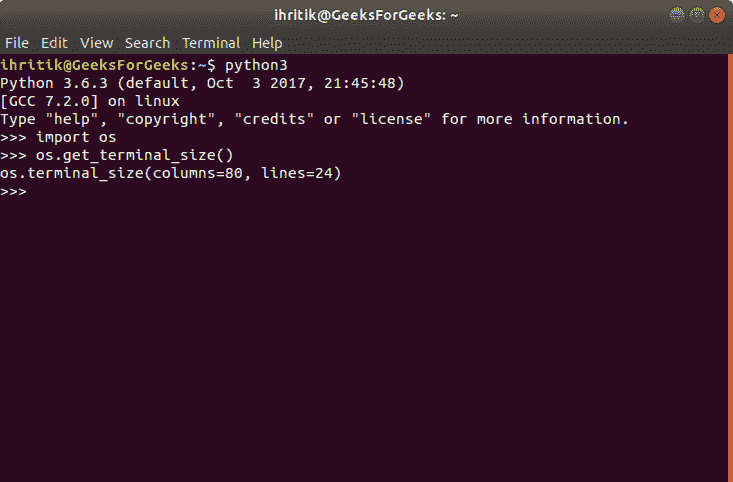 ihritik@GeeksForGeeks: ~
File Edit View Search Terminal Help
ihritik@GeeksForGeeks:~$ python3
Python 3.6.3 (default, Oct  3 2017, 21:45:48)
[GCC 7.2.0] on linux
Type "help", "copyright", "credits" or "license" for more information.
>>> import os
>>> os.get_terminal_size()
os.terminal_size(columns=80, lines=24)
>>>